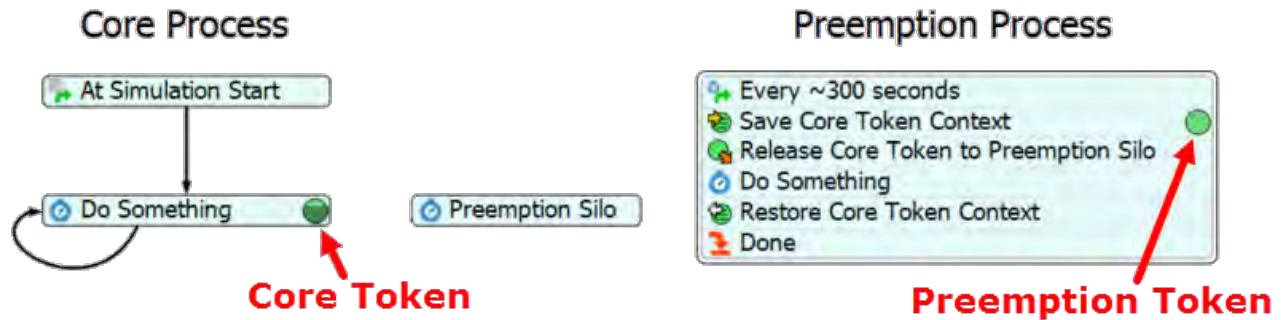 Core Process
At Simulation Start
Do Something
Core Token
Preemption Silo
Preemption Process
Every ~300 seconds
Save Core Token Context
Release Core Token to Preemption Silo
Do Something
Restore Core Token Context
Done
Preemption Token